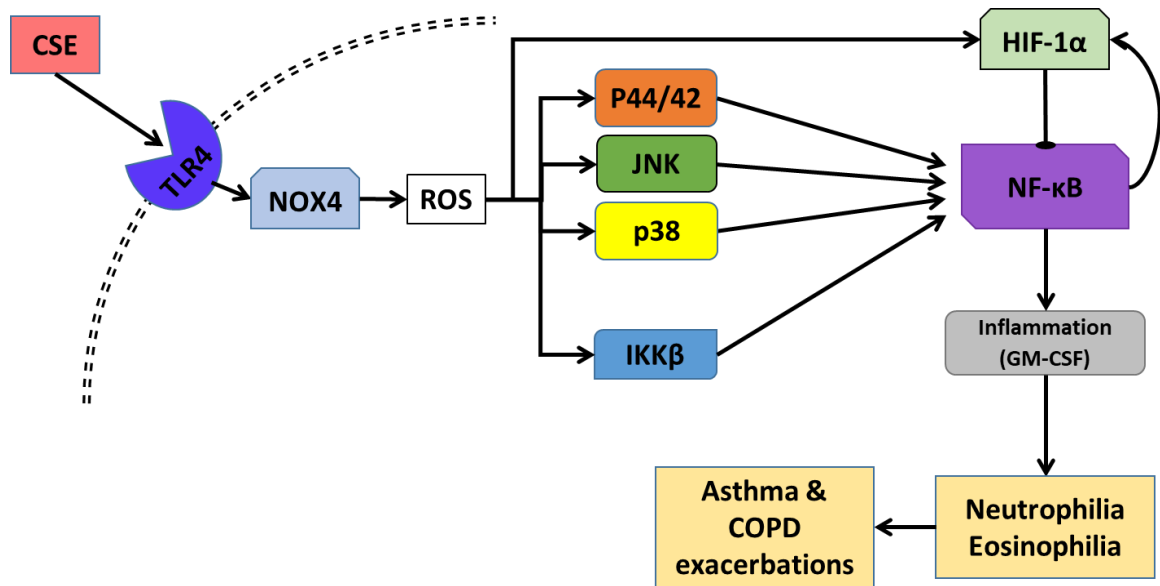 CSE
TLR4
NOX4
ROS
P44/42
JNK
p38
IKKβ
HIF-1α
NF-κB
Inflammation
(GM-CSF)
Neutrophilia
Eosinophilia
Asthma &
COPD
exacerbations